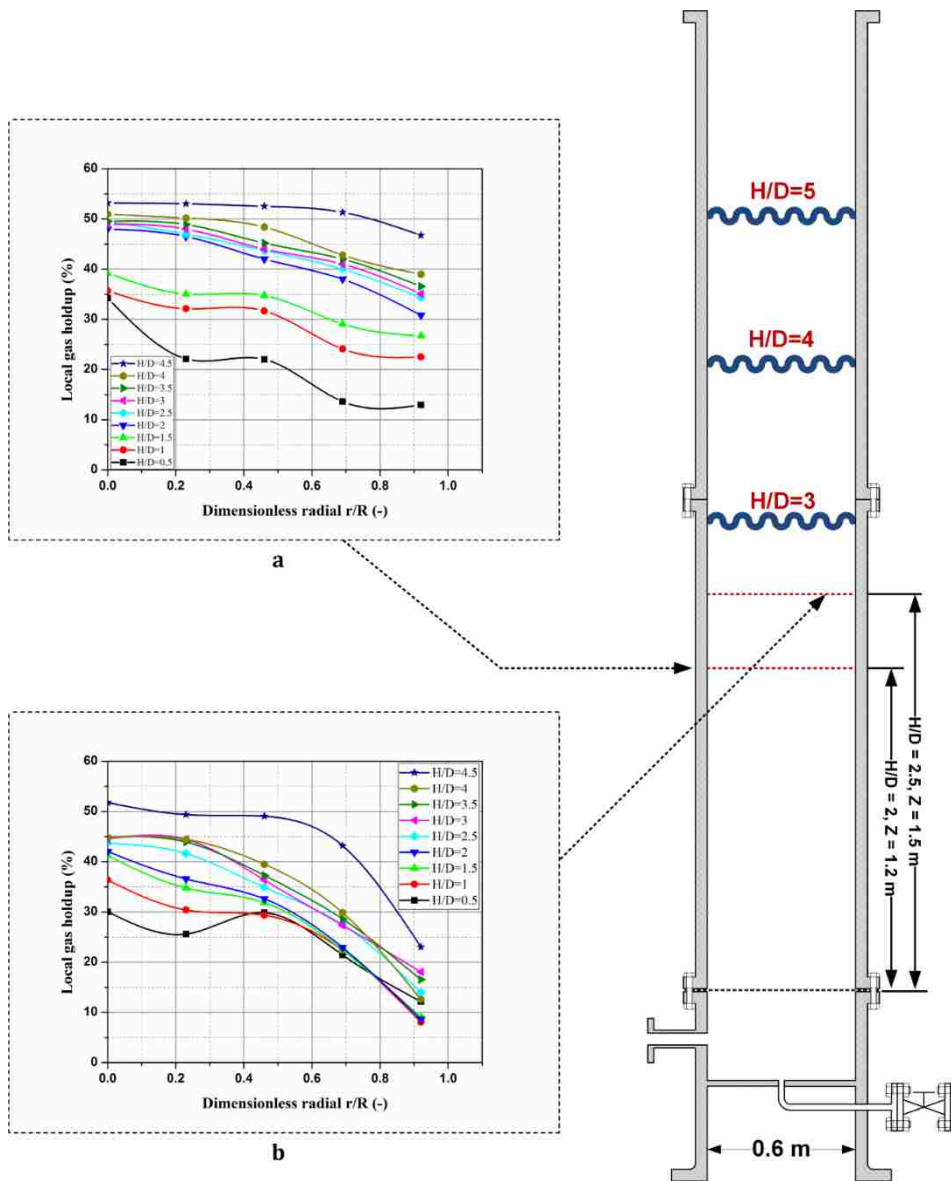 60
50
40
30
20
10
0
Local gas holdup (%)
H/D=4.5
H/D=4
H/D=3.5
H/D=3
H/D=2.5
H/D=2
H/D=1.5
H/D=1
H/D=0.5
0.0 0.2 0.4 0.6 0.8 1.0
Dimensionless radial r/R (-)
a
60
50
40
30
20
10
0
Local gas holdup (%)
H/D=4.5
H/D=4
H/D=3.5
H/D=3
H/D=2.5
H/D=2
H/D=1.5
H/D=1
H/D=0.5
0.0 0.2 0.4 0.6 0.8 1.0
Dimensionless radial r/R (-)
b
H/D=5
H/D=4
H/D=3
H/D = 2.5, Z = 1.5 m
H/D = 2, Z = 1.2 m
0.6 m